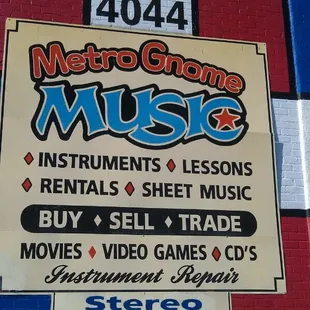 4044
Metro Gnome
MUSIC
♦ INSTRUMENTS ♦ LESSONS
♦ RENTALS ♦ SHEET MUSIC
BUY ♦ SELL ♦ TRADE
MOVIES ♦ VIDEO GAMES ♦ CD'S
Instrument Repair
Stereo